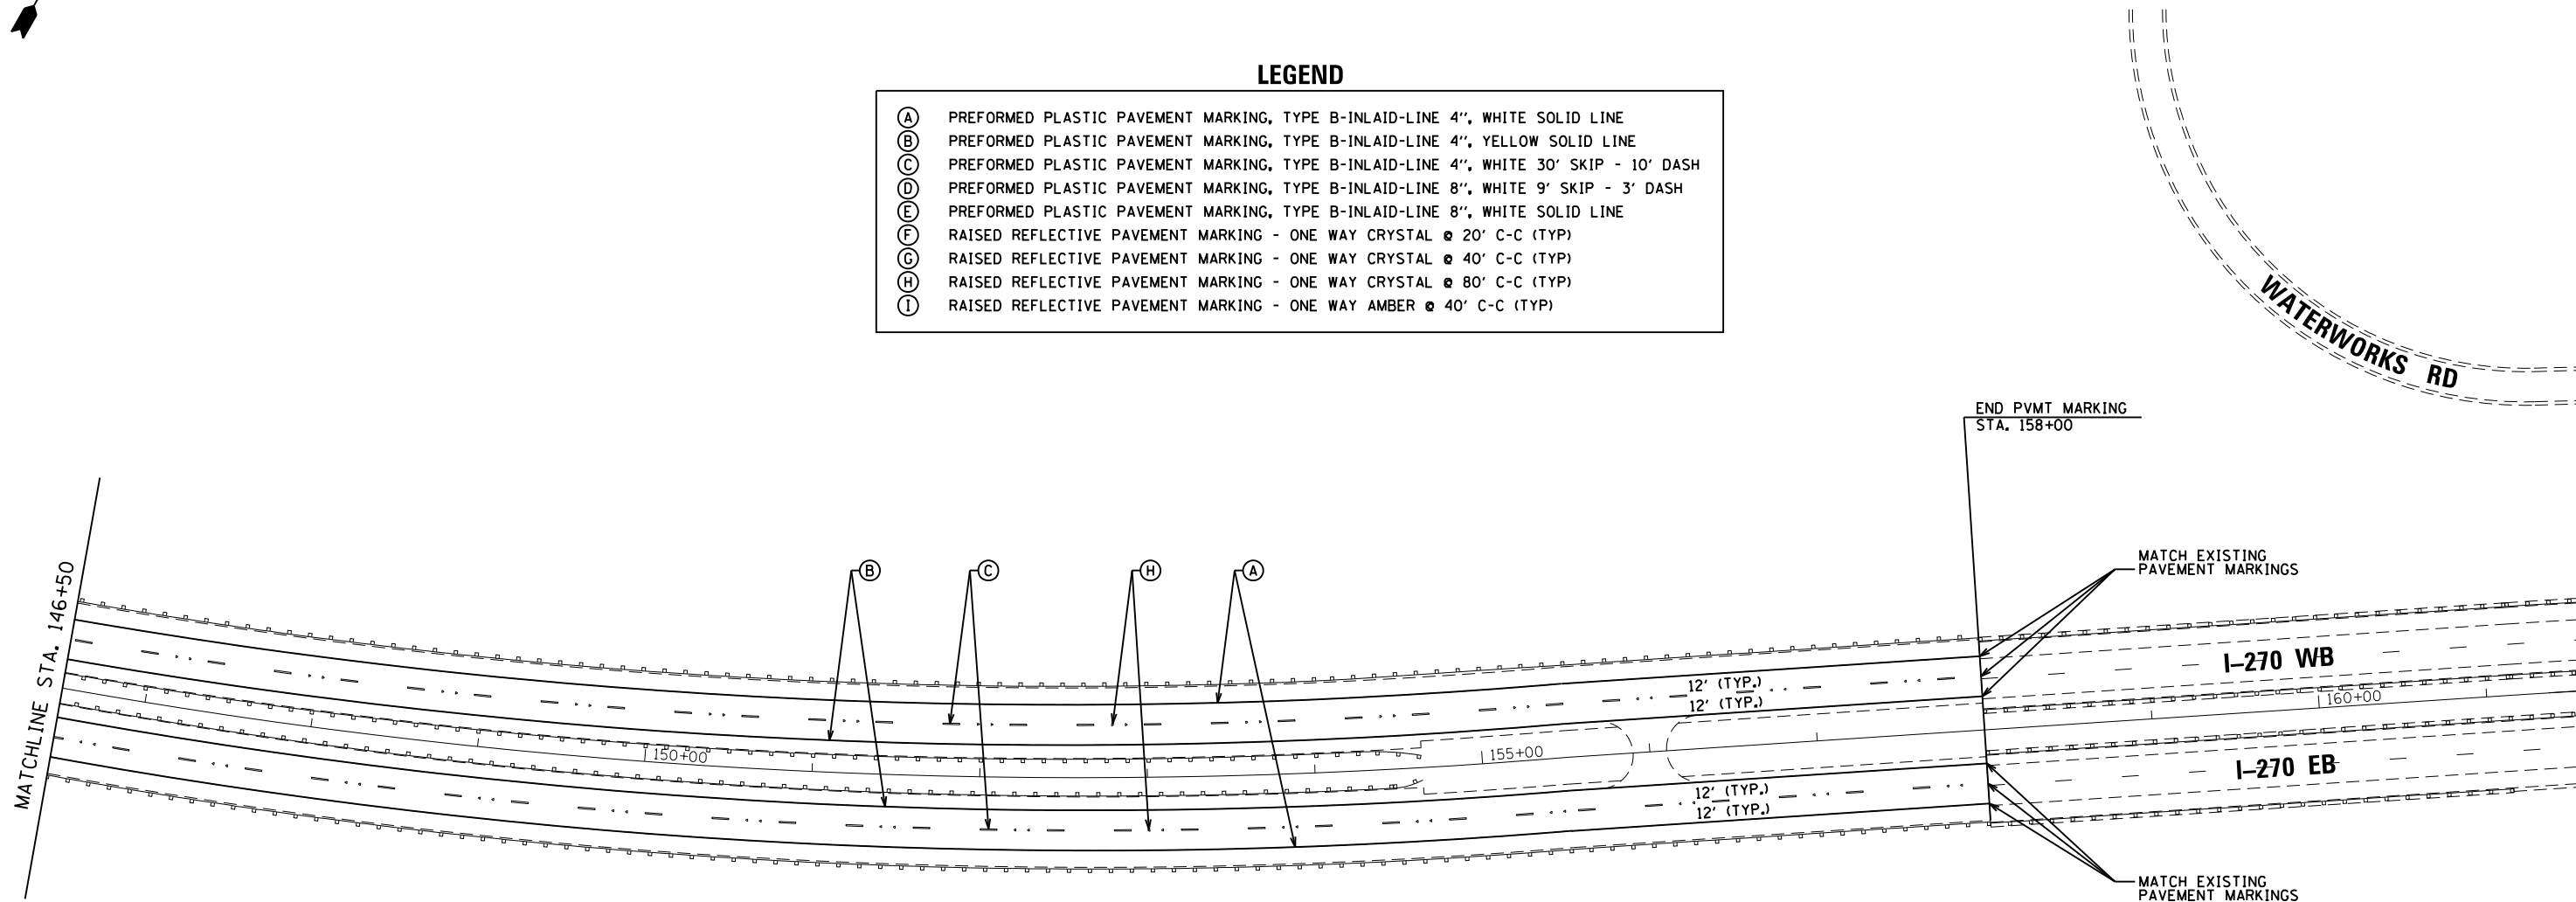 LEGEND
A PREFORMED PLASTIC PAVEMENT MARKING, TYPE B-INLAID-LINE 4", WHITE SOLID LINE
B PREFORMED PLASTIC PAVEMENT MARKING, TYPE B-INLAID-LINE 4", YELLOW SOLID LINE
C PREFORMED PLASTIC PAVEMENT MARKING, TYPE B-INLAID-LINE 4", WHITE 30' SKIP - 10' DASH
D PREFORMED PLASTIC PAVEMENT MARKING, TYPE B-INLAID-LINE 8", WHITE 9' SKIP - 3' DASH
E PREFORMED PLASTIC PAVEMENT MARKING, TYPE B-INLAID-LINE 8", WHITE SOLID LINE
F RAISED REFLECTIVE PAVEMENT MARKING - ONE WAY CRYSTAL @ 20' C-C (TYP)
G RAISED REFLECTIVE PAVEMENT MARKING - ONE WAY CRYSTAL @ 40' C-C (TYP)
H RAISED REFLECTIVE PAVEMENT MARKING - ONE WAY CRYSTAL @ 80' C-C (TYP)
I RAISED REFLECTIVE PAVEMENT MARKING - ONE WAY AMBER @ 40' C-C (TYP)
WATERWORKS RD
END PVMT MARKING
STA. 158+00
MATCHLINE STA. 146+50
B
C
H
A
MATCH EXISTING
PAVEMENT MARKINGS
I-270 WB
12' (TYP.)
12' (TYP.)
150+00
155+00
160+00
I-270 EB
12' (TYP.)
12' (TYP.)
MATCH EXISTING
PAVEMENT MARKINGS